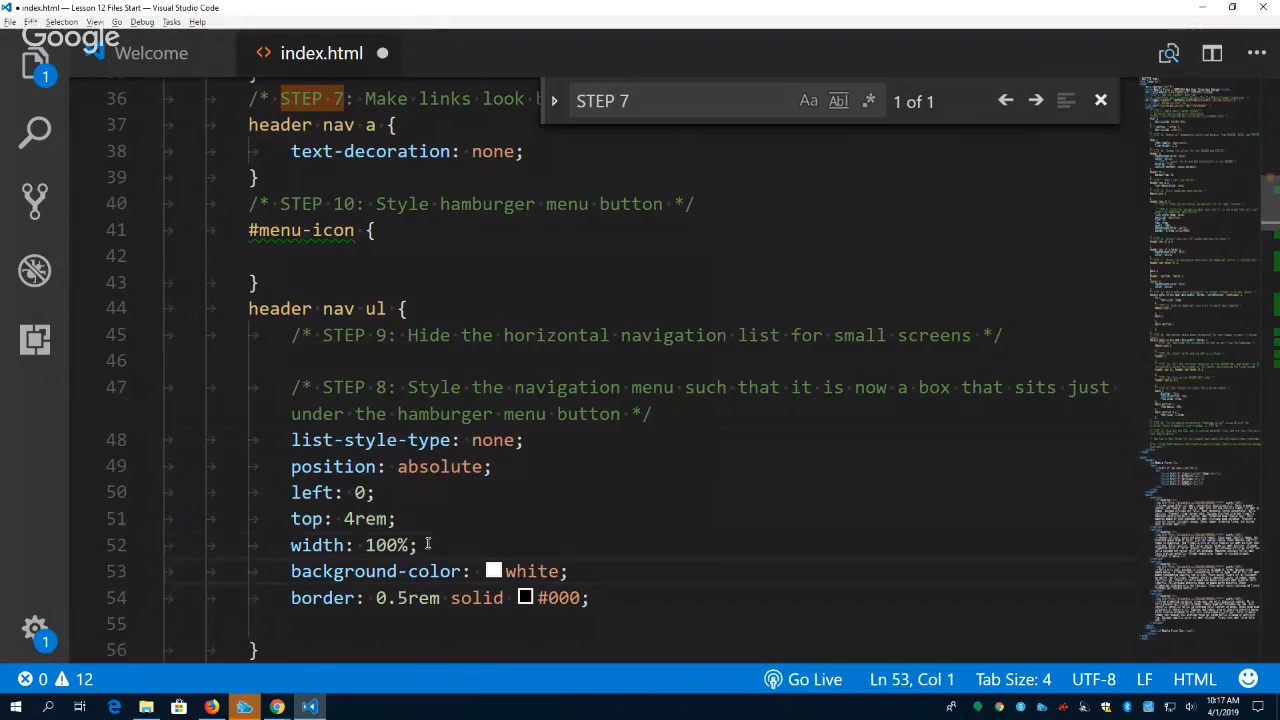 index.html — Lesson 12 Files Start — Visual Studio Code
File Edit Selection View Go Debug Tasks Help
Google
Welcome
index.html
STEP 7
Aa Abl .*
1 of 1
36 /* STEP 7: Make links look b
37 header nav a {
38 text-decoration: none;
39 }
40 /* STEP 10: Style hamburger menu button */
41 #menu-icon {
42
43 }
44 header nav ul {
45 /* STEP 9: Hide the horizontal navigation list for small screens */
46
47 /* STEP 8: Style the navigation menu such that it is now a box that sits just
under the hamburger menu button */
48 list-style-type: none;
49 position: absolute;
50 left: 0;
51 top: 4rem;
52 width: 100%;
53 background-color: white;
54 border: 0.5rem #000;
55
56 }
1
1
0 12
Go Live
Ln 53, Col 1
Tab Size: 4
UTF-8
LF
HTML
10:17 AM
4/1/2019